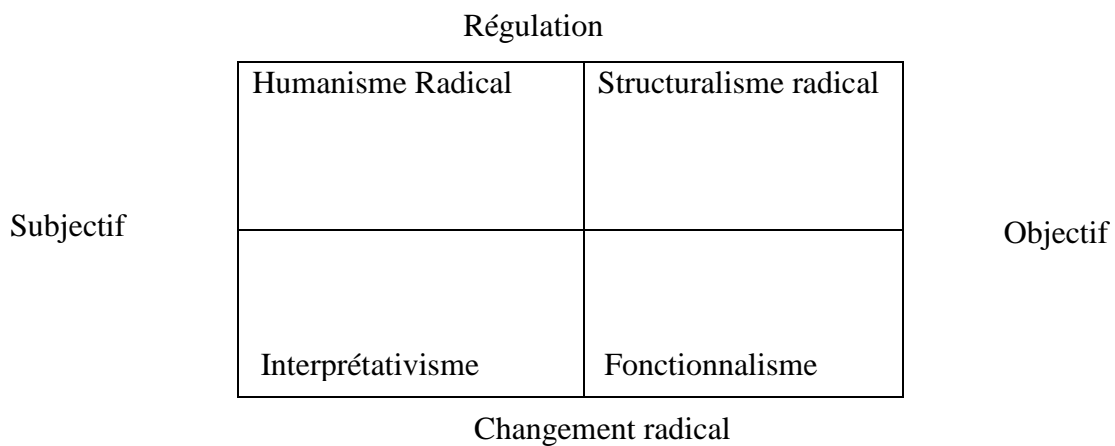 Régulation
Humanisme Radical
Structuralisme radical
Subjectif
Objectif
Interprétativisme
Fonctionnalisme
Changement radical